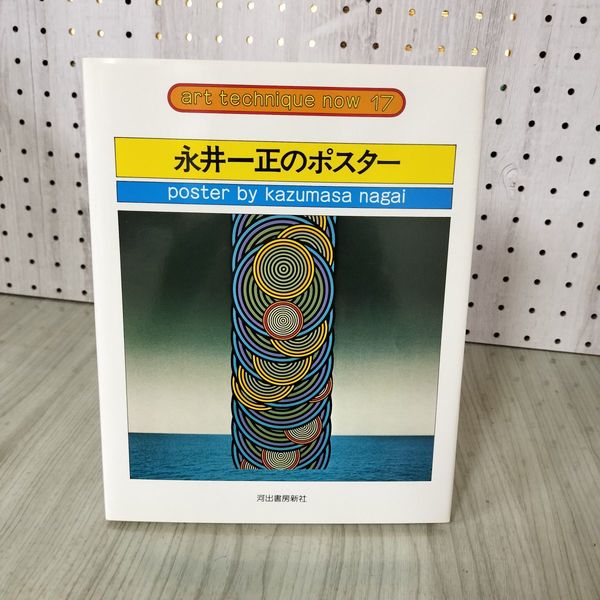 art technique now 17
永井一正のポスター
poster by kazumasa nagai
河出書房新社